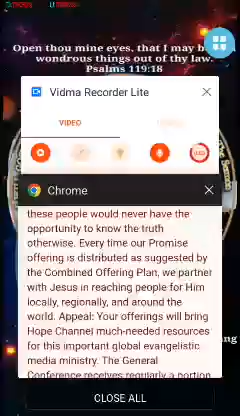 Open thou mine eyes, that I may b
wondrous things out of thy law.
Psalms 119:18
Vidma Recorder Lite
VIDEO
Chrome
these people would never have the
opportunity to know the truth
otherwise. Every time our Promise
offering is distributed as suggested by
the Combined Offering Plan, we partner
with Jesus in reaching people for Him
locally, regionally, and around the
world. Appeal: Your offerings will bring
Hope Channel much-needed resources
for this important global evangelistic
media ministry. The General
Conference receives regularly a portion
CLOSE ALL